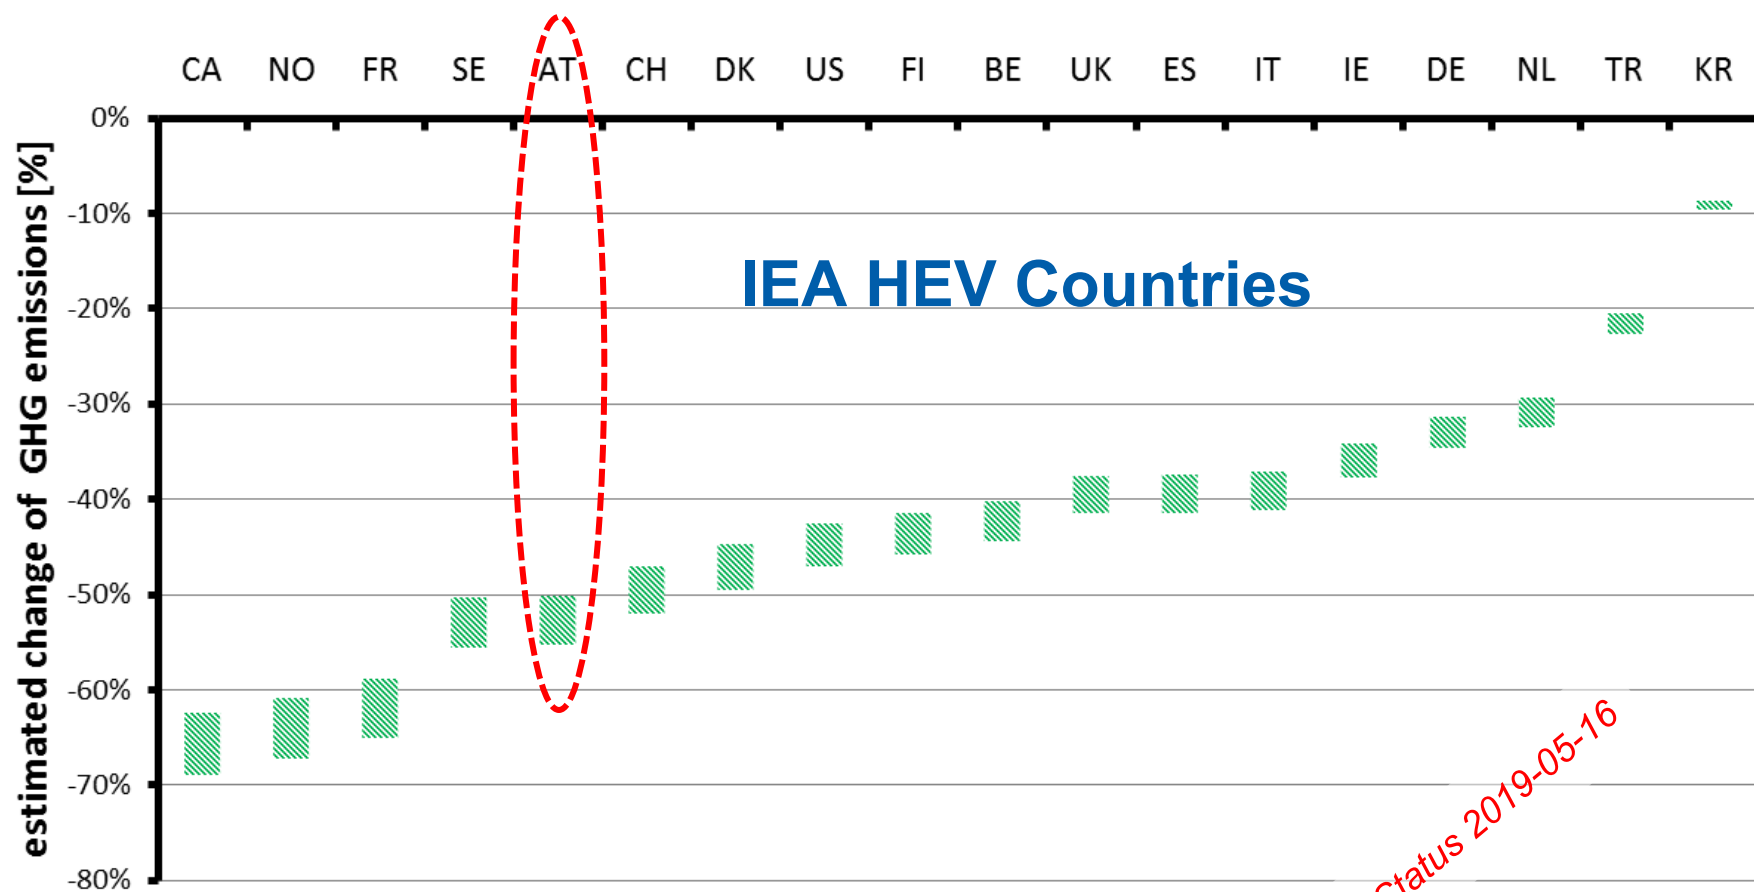 CA NO FR SE AT CH DK US FI BE UK ES IT IE DE NL TR KR
estimated change of GHG emissions [%]
0%
-10%
-20%
-30%
-40%
-50%
-60%
-70%
-80%
IEA HEV Countries
Status 2019-05-16